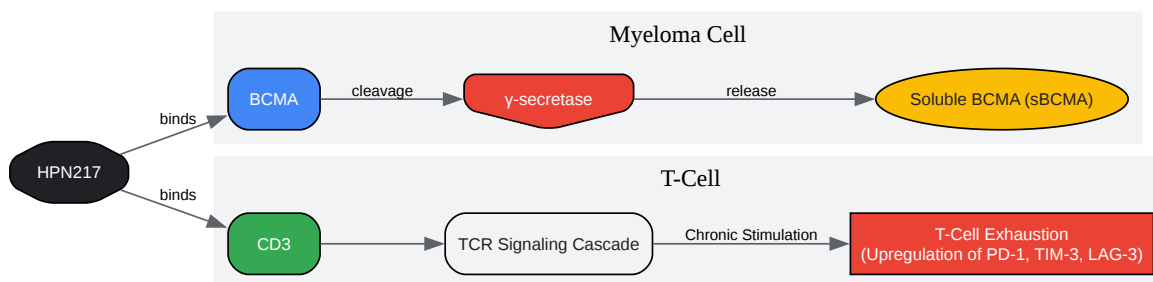 Myeloma Cell
BCMA
cleavage
γ-secretase
release
Soluble BCMA (sBCMA)
binds
HPN217
binds
T-Cell
CD3
TCR Signaling Cascade
Chronic Stimulation
T-Cell Exhaustion
(Upregulation of PD-1, TIM-3, LAG-3)